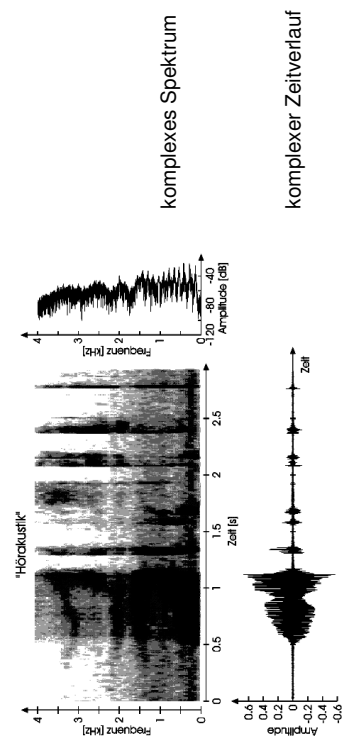 "Hörakustik"
Frequenz [kHz]
4
3
2
1
0
0
0.5
1
1.5
2
2.5
Zeit [s]
Frequenz [kHz]
4
3
2
1
0
-120
-80
-40
Amplitude [dB]
komplexes Spektrum
Amplitude
0.6
0.4
0.2
0
-0.2
-0.6
Zeit
komplexer Zeitverlauf